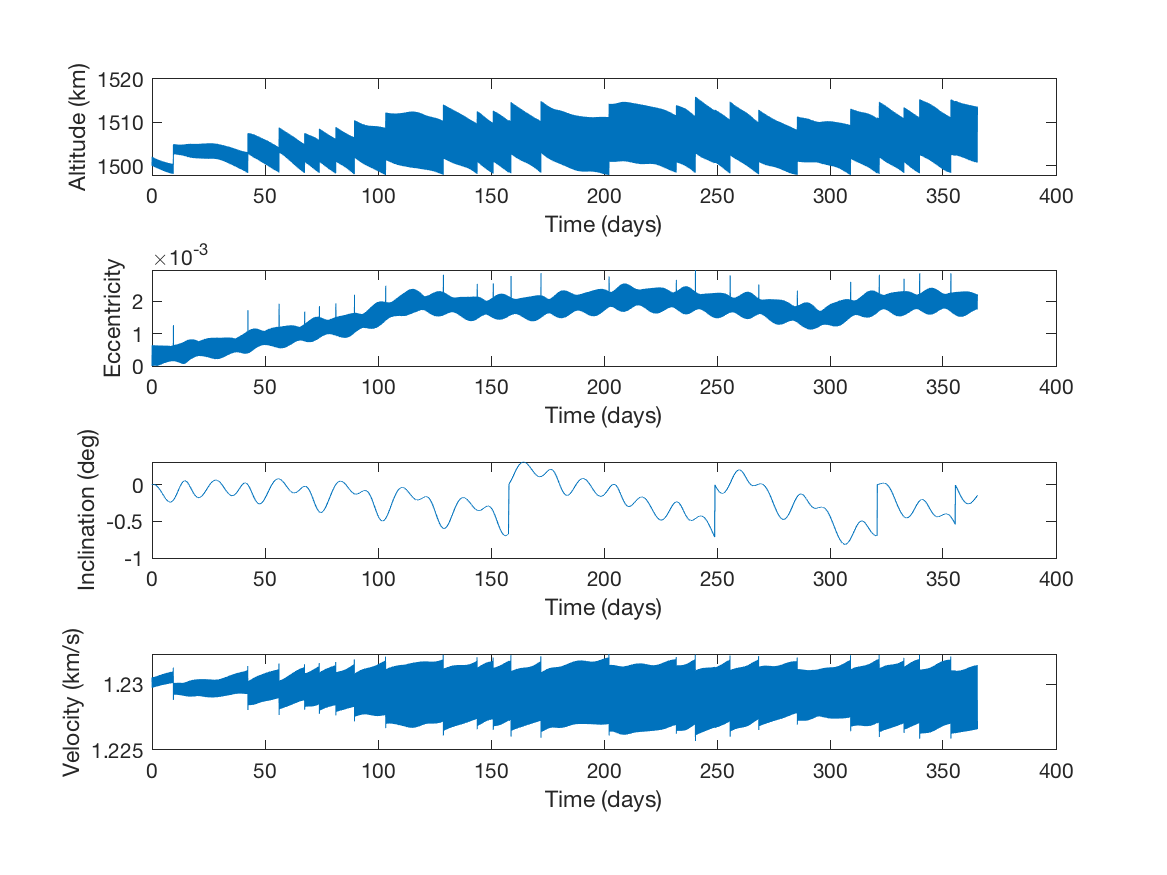 Altitude (km)
1520
1510
1500
0 50 100 150 200 250 300 350 400
Time (days)
×10-3
Eccentricity
2
1
0
0 50 100 150 200 250 300 350 400
Time (days)
Inclination (deg)
0
-0.5
-1
0 50 100 150 200 250 300 350 400
Time (days)
Velocity (km/s)
1.23
1.225
0 50 100 150 200 250 300 350 400
Time (days)